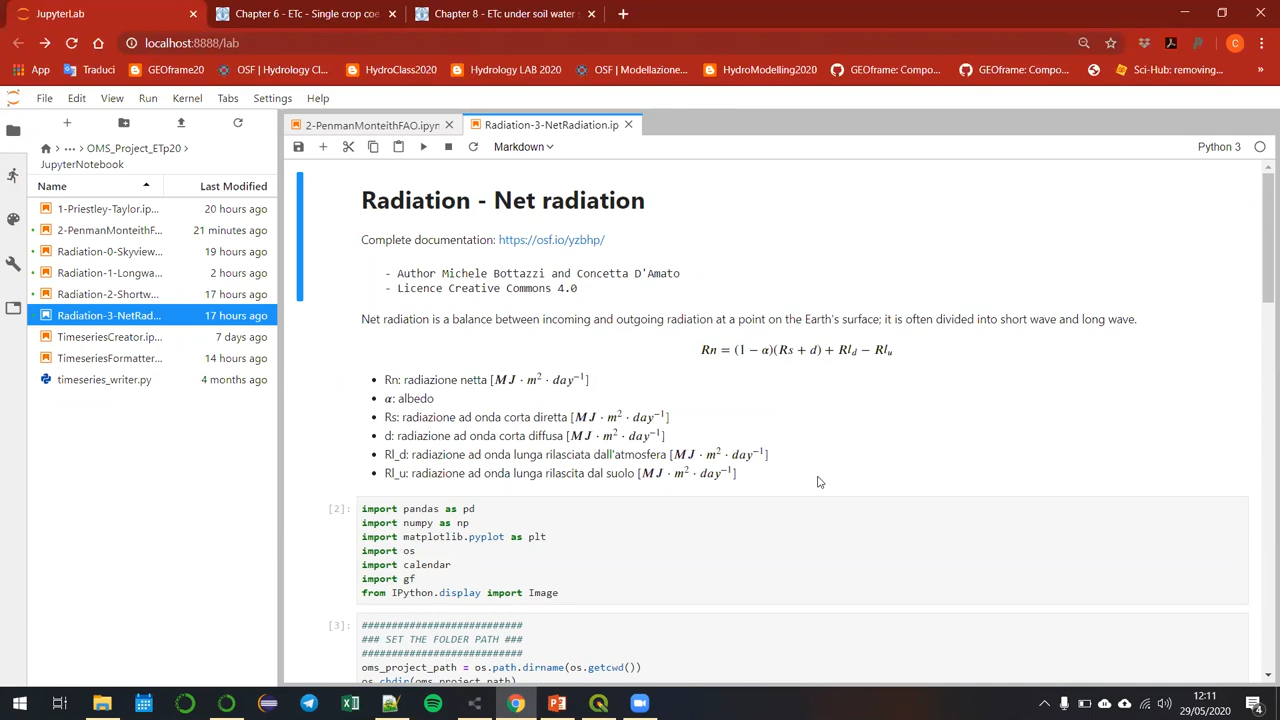 JupyterLab
Chapter 6 - ETc - Single crop coe
Chapter 8 - ETc under soil water
localhost:8888/lab
App
Traduci
GEOframe20
OSF | Hydrology Cl...
HydroClass2020
Hydrology LAB 2020
OSF | Modellazione...
HydroModelling2020
GEOframe: Compo...
GEOframe: Compo...
Sci-Hub: removing...
File Edit View Run Kernel Tabs Settings Help
2-PenmanMonteithFAO.ipyn
Radiation-3-NetRadiation.ip
Markdown
Python 3
... > OMS_Project_ETp20 >
JupyterNotebook
Name Last Modified
1-Priestley-Taylor.ip... 20 hours ago
2-PenmanMonteithF... 21 minutes ago
Radiation-0-Skyview... 19 hours ago
Radiation-1-Longwa... 2 hours ago
Radiation-2-Shortw... 17 hours ago
Radiation-3-NetRad... 17 hours ago
TimeseriesCreator.ip... 7 days ago
TimeseriesFormatter... 14 hours ago
timeseries_writer.py 4 months ago
Radiation - Net radiation
Complete documentation: https://osf.io/yzbhp/
- Author Michele Bottazzi and Concetta D'Amato
- Licence Creative Commons 4.0
Net radiation is a balance between incoming and outgoing radiation at a point on the Earth's surface; it is often divided into short wave and long wave.
Rn = (1 − α)(Rs + d) + Rl_d − Rl_u
• Rn: radiazione netta [MJ · m² · day⁻¹]
• α: albedo
• Rs: radiazione ad onda corta diretta [MJ · m² · day⁻¹]
• d: radiazione ad onda corta diffusa [MJ · m² · day⁻¹]
• Rl_d: radiazione ad onda lunga rilasciata dall'atmosfera [MJ · m² · day⁻¹]
• Rl_u: radiazione ad onda lunga rilascita dal suolo [MJ · m² · day⁻¹]
[2]:
import pandas as pd
import numpy as np
import matplotlib.pyplot as plt
import os
import calendar
import gf
from IPython.display import Image
[3]:
###########################
### SET THE FOLDER PATH ###
###########################
oms_project_path = os.path.dirname(os.getcwd())
os.chdir(oms_project_path)
12:11
29/05/2020